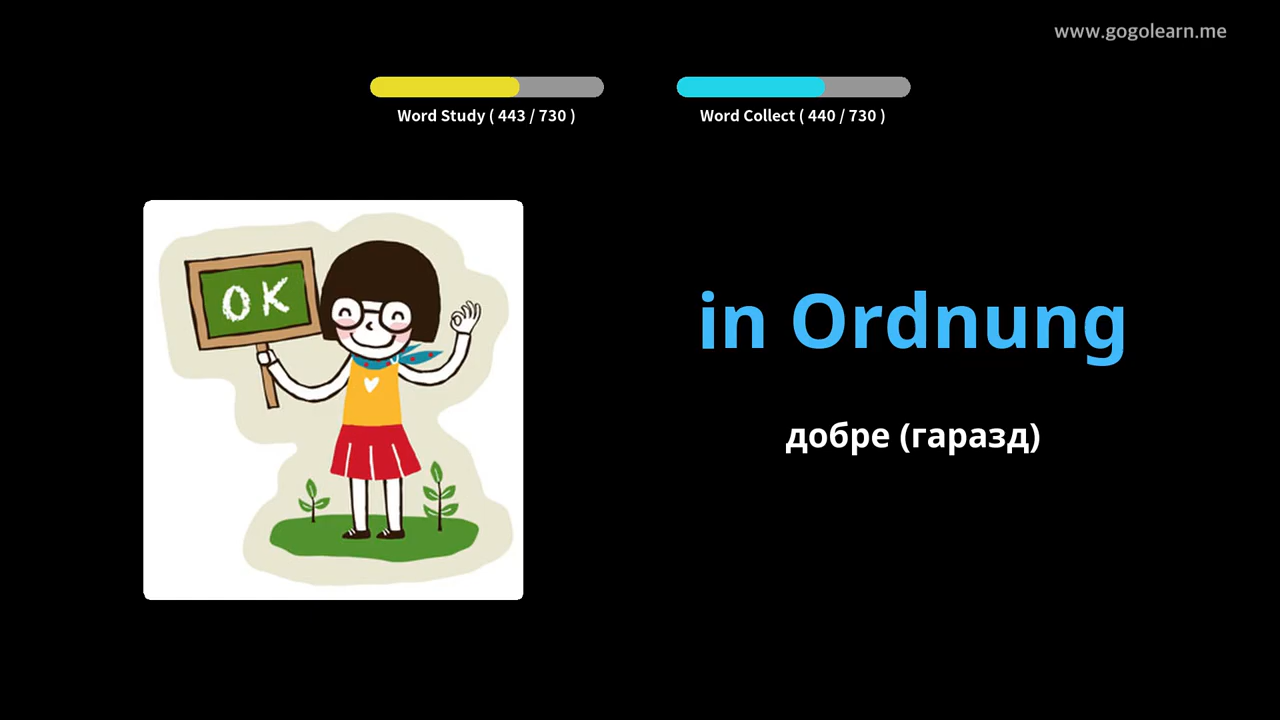 www.gogolearn.me
Word Study ( 443 / 730 )
Word Collect ( 440 / 730 )
OK
in Ordnung
добре (гаразд)